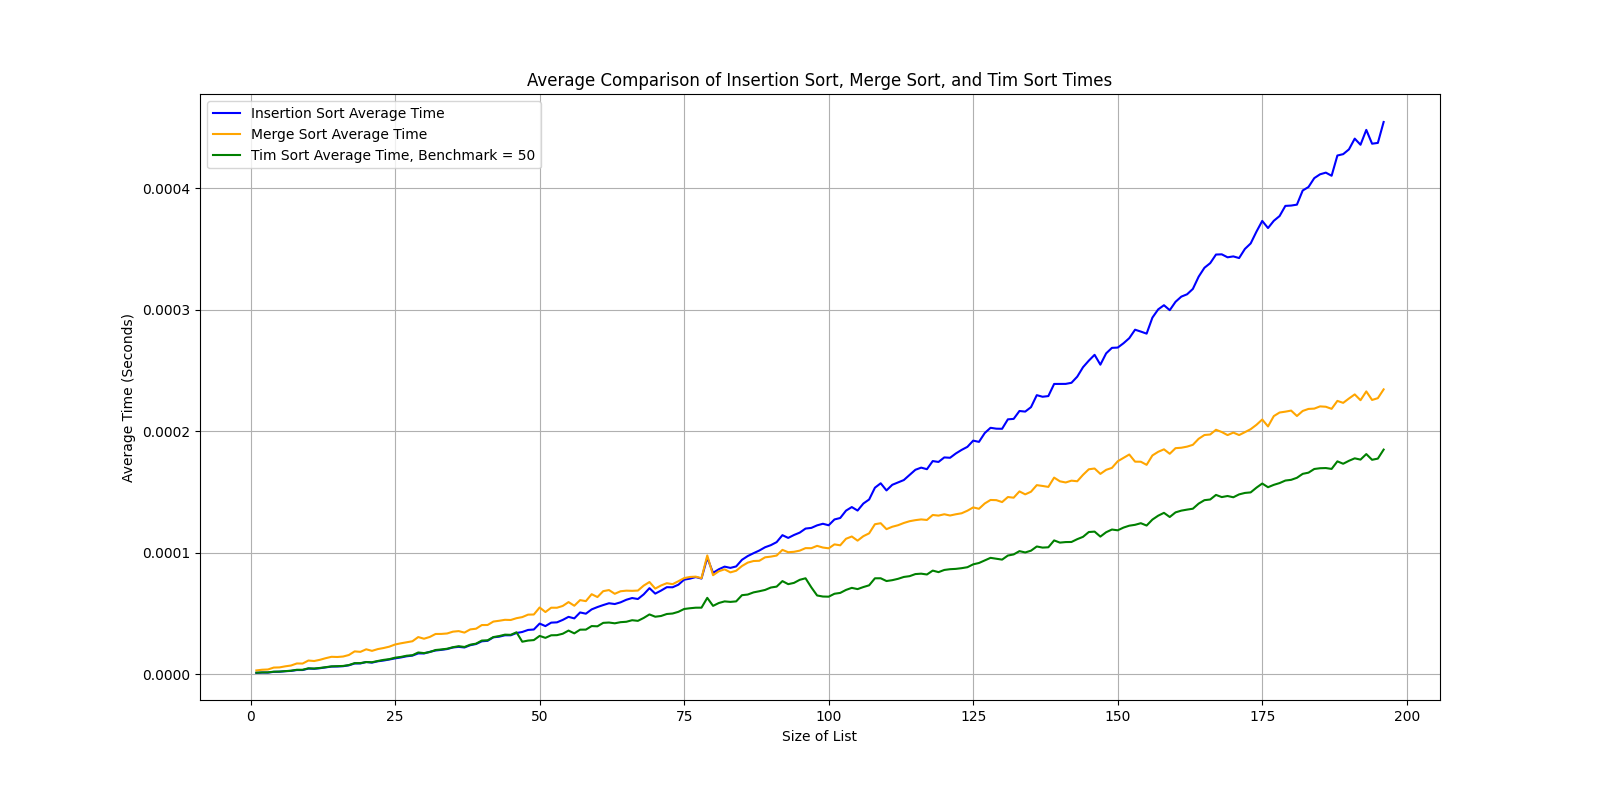 Average Comparison of Insertion Sort, Merge Sort, and Tim Sort Times
Insertion Sort Average Time
Merge Sort Average Time
Tim Sort Average Time, Benchmark = 50
Average Time (Seconds)
0.0004
0.0003
0.0002
0.0001
0.0000
0 25 50 75 100 125 150 175 200
Size of List